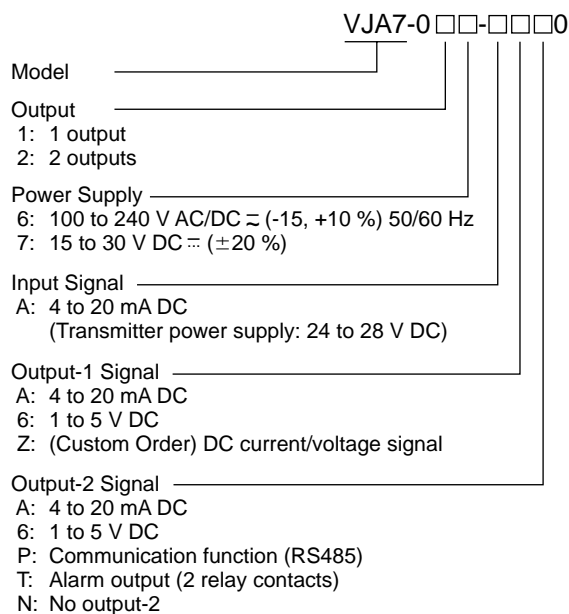 VJA7-0□□-□□□0
Model
Output
1: 1 output
2: 2 outputs
Power Supply
6: 100 to 240 V AC/DC ⎓ (-15, +10 %) 50/60 Hz
7: 15 to 30 V DC ⎓ (±20 %)
Input Signal
A: 4 to 20 mA DC
(Transmitter power supply: 24 to 28 V DC)
Output-1 Signal
A: 4 to 20 mA DC
6: 1 to 5 V DC
Z: (Custom Order) DC current/voltage signal
Output-2 Signal
A: 4 to 20 mA DC
6: 1 to 5 V DC
P: Communication function (RS485)
T: Alarm output (2 relay contacts)
N: No output-2